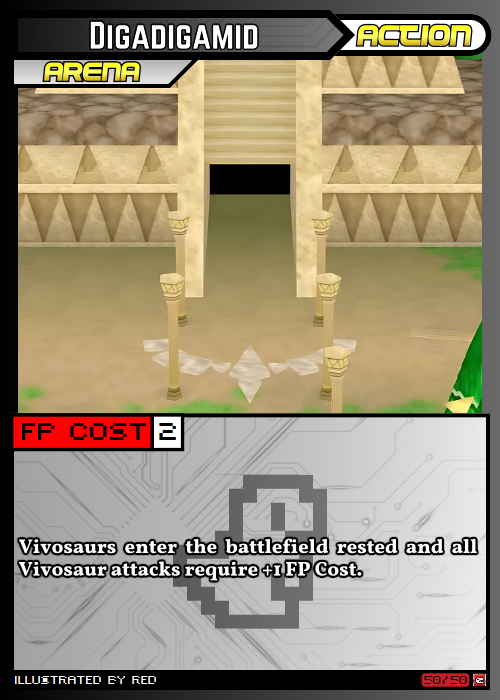 DIGADIGAMID
ACTION
ARENA
FP COST 2
Vivosaurs enter the battlefield rested and all
Vivosaur attacks require +1 FP Cost.
ILLUSTRATED BY RED
50/50